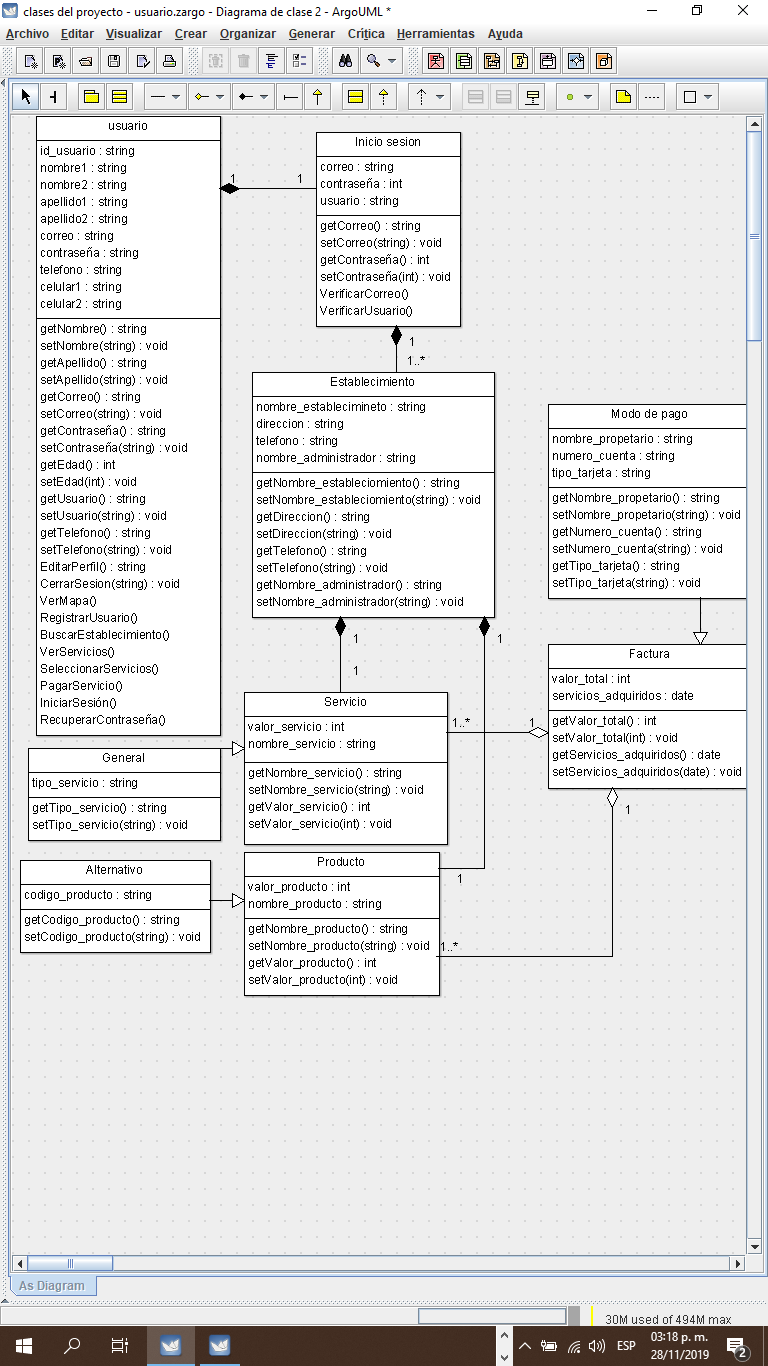 clases del proyecto - usuario.zargo - Diagrama de clase 2 - ArgoUML *
Archivo Editar Visualizar Crear Organizar Generar Crítica Herramientas Ayuda
usuario
id_usuario : string
nombre1 : string
nombre2 : string
apellido1 : string
apellido2 : string
correo : string
contraseña : string
telefono : string
celular1 : string
celular2 : string
getNombre() : string
setNombre(string) : void
getApellido() : string
setApellido(string) : void
getCorreo() : string
setCorreo(string) : void
getContraseña() : string
setContraseña(string) : void
getEdad() : int
setEdad(int) : void
getUsuario() : string
setUsuario(string) : void
getTelefono() : string
setTelefono(string) : void
EditarPerfil() : string
CerrarSesion(string) : void
VerMapa()
RegistrarUsuario()
BuscarEstablecimiento()
VerServicios()
SeleccionarServicios()
PagarServicio()
IniciarSesión()
RecuperarContraseña()
1
1
Inicio sesion
correo : string
contraseña : int
usuario : string
getCorreo() : string
setCorreo(string) : void
getContraseña() : int
setContraseña(int) : void
VerificarCorreo()
VerificarUsuario()
1
1..*
Establecimiento
nombre_establecimineto : string
direccion : string
telefono : string
nombre_administrador : string
getNombre_estableciomiento() : string
setNombre_estableciomiento(string) : void
getDireccion() : string
setDireccion(string) : void
getTelefono() : string
setTelefono(string) : void
getNombre_administrador() : string
setNombre_administrador(string) : void
Modo de pago
nombre_propetario : string
numero_cuenta : string
tipo_tarjeta : string
getNombre_propetario() : string
setNombre_propetario(string) : void
getNumero_cuenta() : string
setNumero_cuenta(string) : void
getTipo_tarjeta() : string
setTipo_tarjeta(string) : void
1
1
1
Factura
valor_total : int
servicios_adquiridos : date
getValor_total() : int
setValor_total(int) : void
getServicios_adquiridos() : date
setServicios_adquiridos(date) : void
Servicio
valor_servicio : int
nombre_servicio : string
getNombre_servicio() : string
setNombre_servicio(string) : void
getValor_servicio() : int
setValor_servicio(int) : void
1..*
1
General
tipo_servicio : string
getTipo_servicio() : string
setTipo_servicio(string) : void
1
Alternativo
codigo_producto : string
getCodigo_producto() : string
setCodigo_producto(string) : void
Producto
valor_producto : int
nombre_producto : string
getNombre_producto() : string
setNombre_producto(string) : void
getValor_producto() : int
setValor_producto(int) : void
1
1..*
As Diagram
30M used of 494M max
ESP
03:18 p. m.
28/11/2019
2